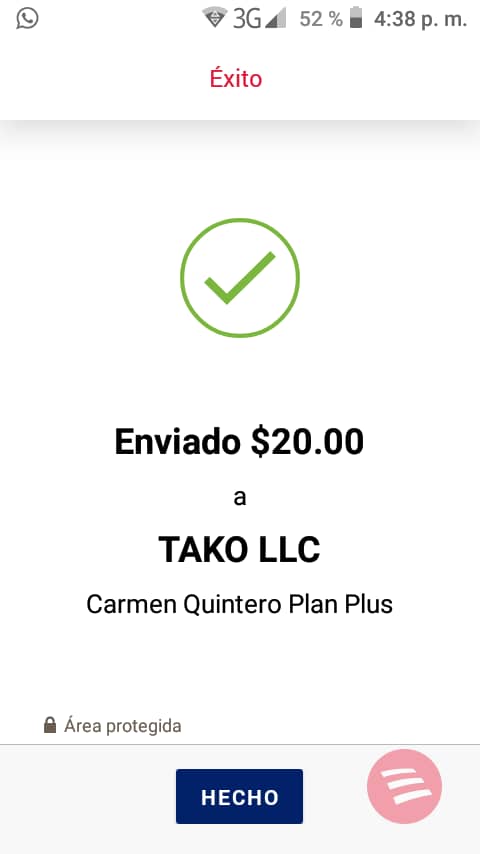 3G 52 % 4:38 p. m.
Éxito
Enviado $20.00
a
TAKO LLC
Carmen Quintero Plan Plus
Área protegida
HECHO